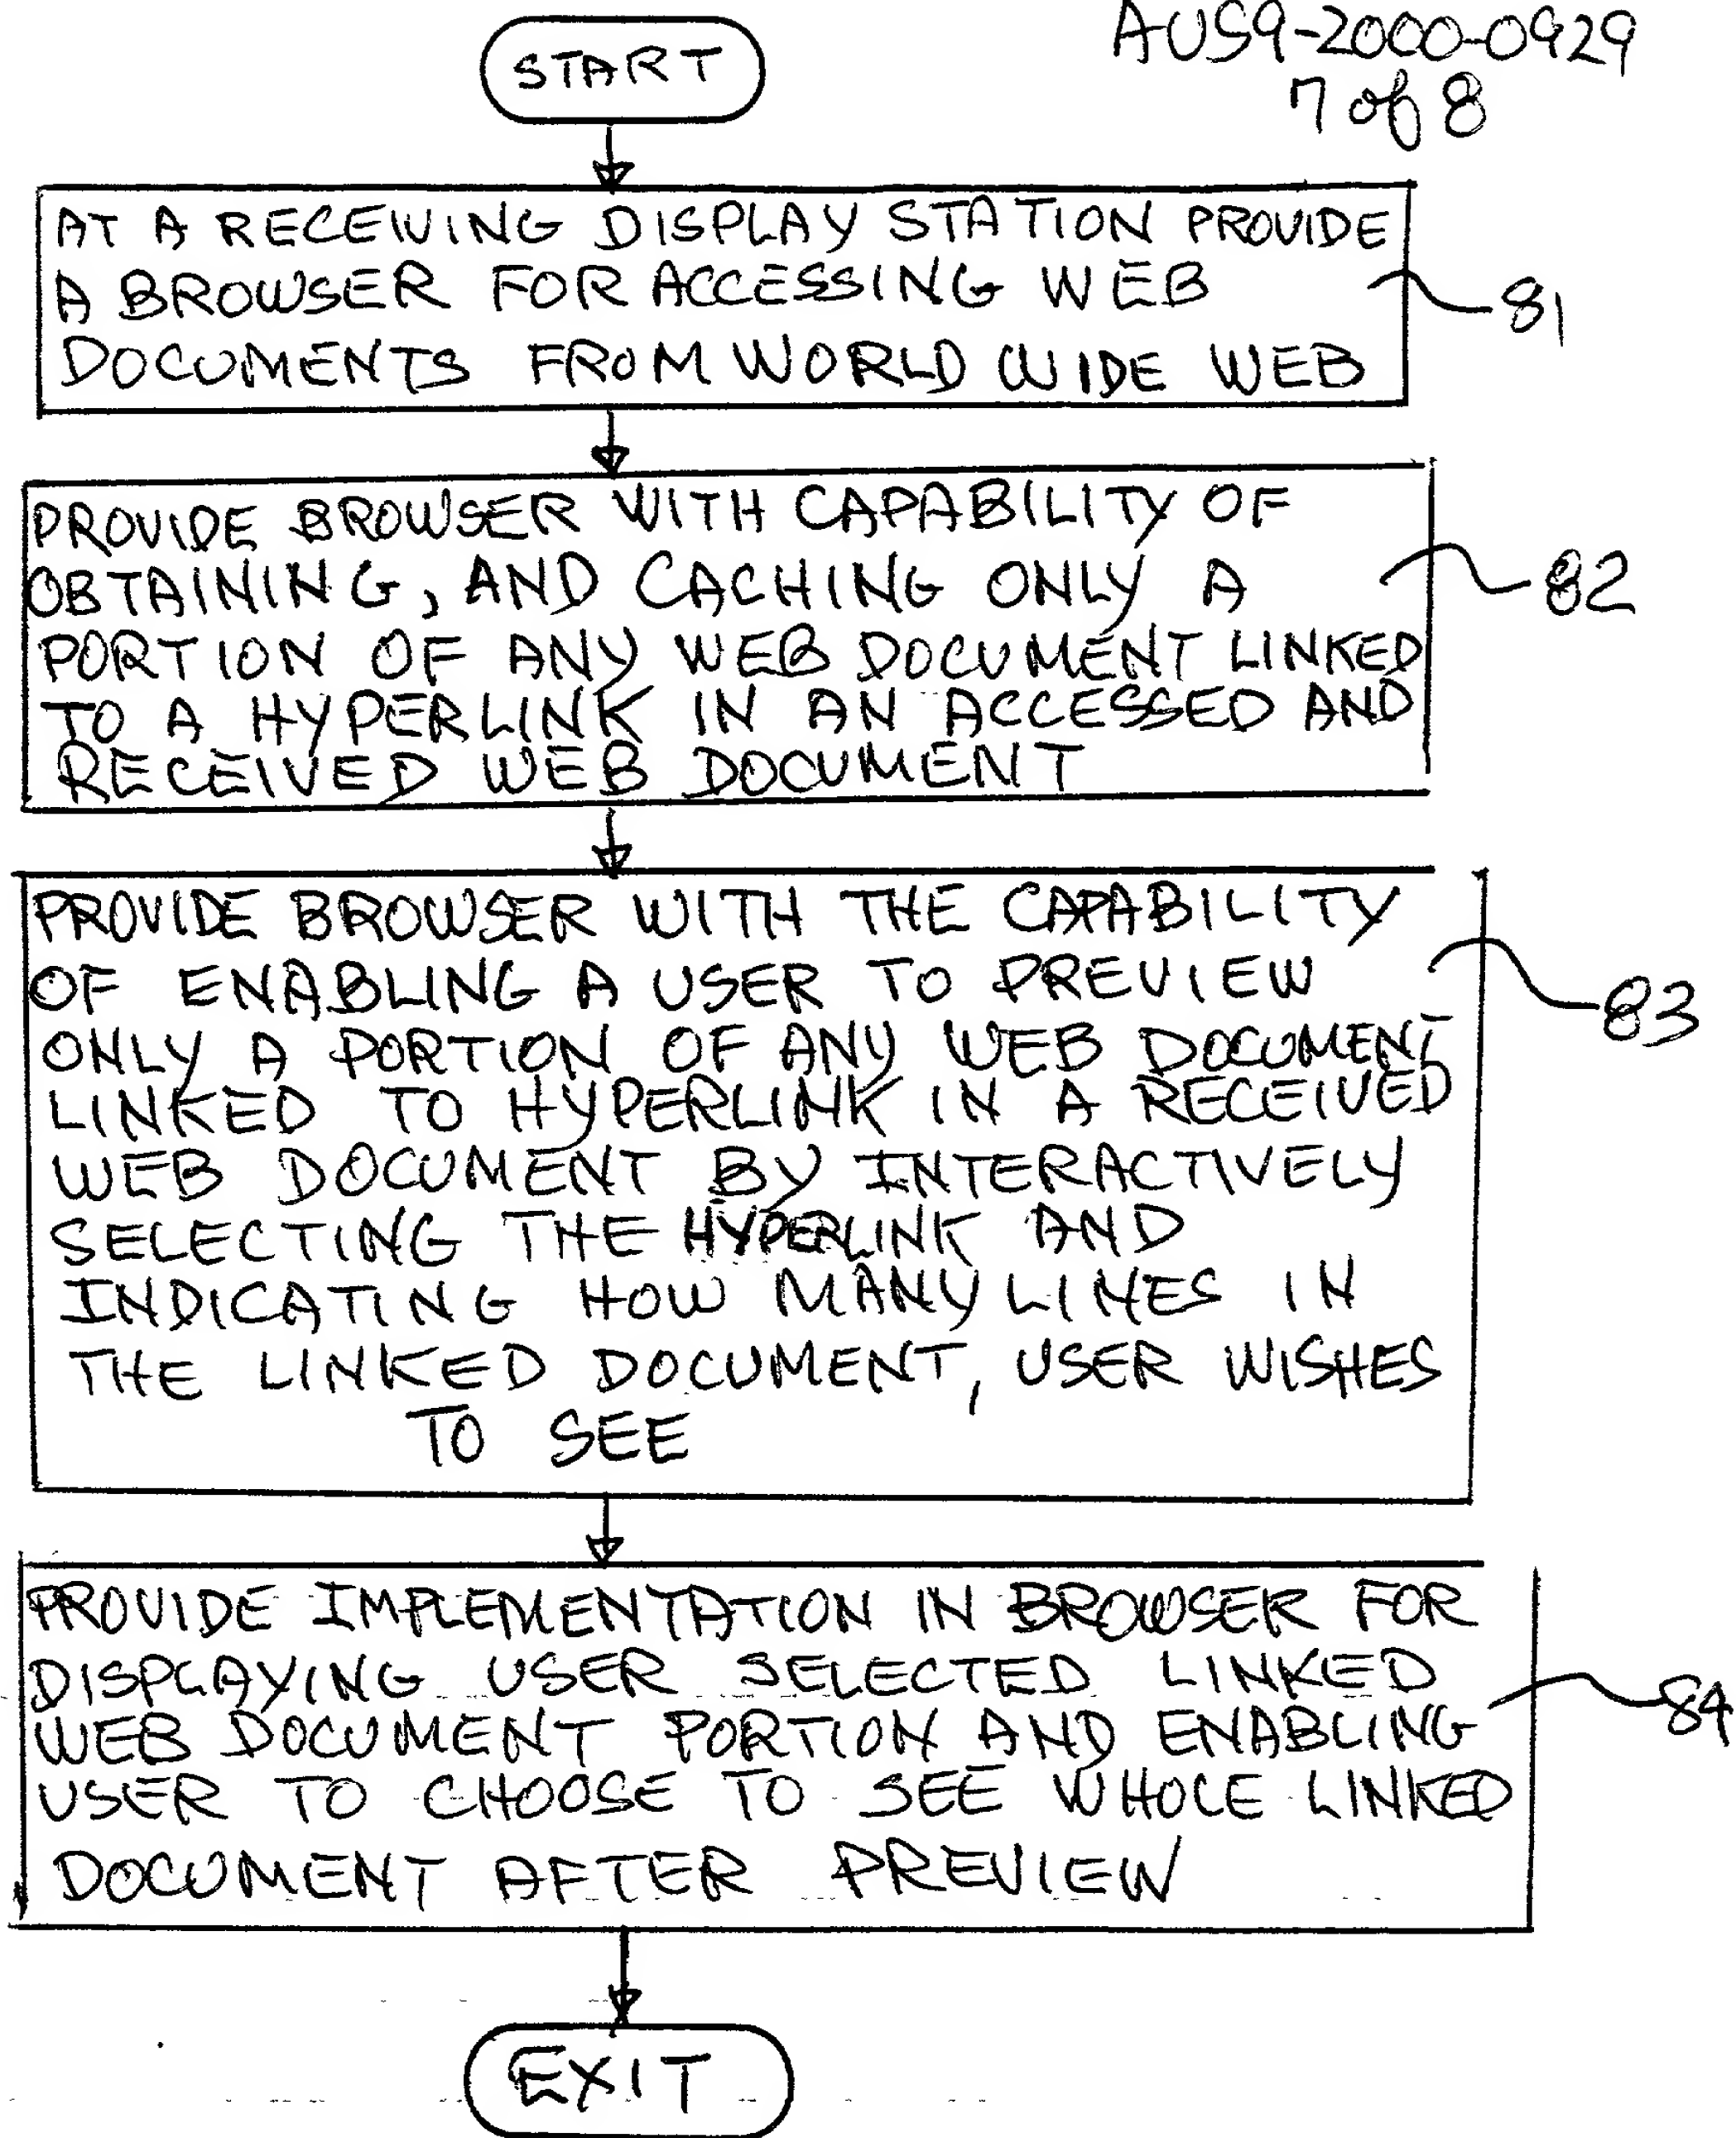 AUS9-2000-0929
7 of 8
START
AT A RECEIVING DISPLAY STATION PROVIDE
A BROWSER FOR ACCESSING WEB
DOCUMENTS FROM WORLD WIDE WEB
81
PROVIDE BROWSER WITH CAPABILITY OF
OBTAINING, AND CACHING ONLY A
PORTION OF ANY WEB DOCUMENT LINKED
TO A HYPERLINK IN AN ACCESSED AND
RECEIVED WEB DOCUMENT
82
PROVIDE BROWSER WITH THE CAPABILITY
OF ENABLING A USER TO PREVIEW
ONLY A PORTION OF ANY WEB DOCUMENT
LINKED TO HYPERLINK IN A RECEIVED
WEB DOCUMENT BY INTERACTIVELY
SELECTING THE HYPERLINK AND
INDICATING HOW MANY LINES IN
THE LINKED DOCUMENT, USER WISHES
TO SEE
83
PROVIDE IMPLEMENTATION IN BROWSER FOR
DISPLAYING USER SELECTED LINKED
WEB DOCUMENT PORTION AND ENABLING
USER TO CHOOSE TO SEE WHOLE LINKED
DOCUMENT AFTER PREVIEW
84
EXIT